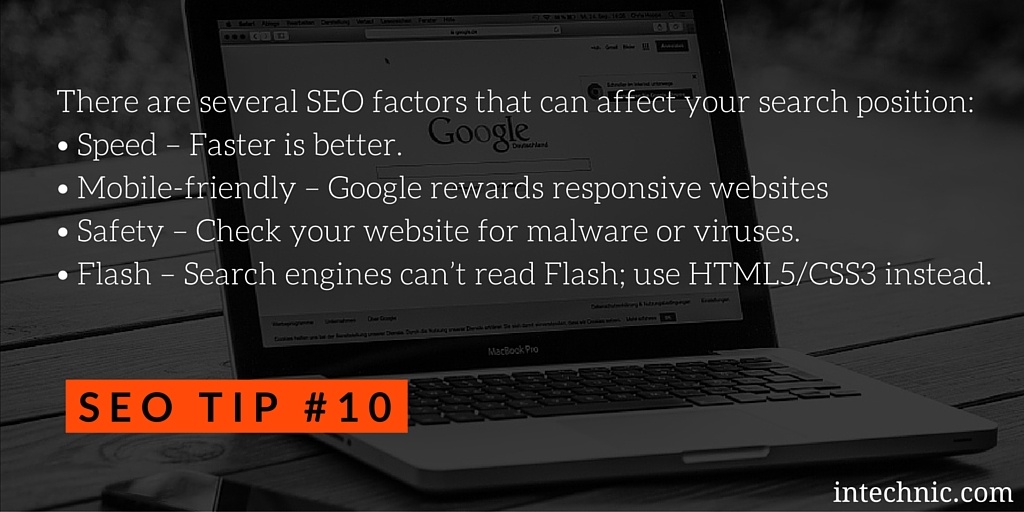 Google
Deutschland
MacBook Pro
There are several SEO factors that can affect your search position:
• Speed – Faster is better.
• Mobile-friendly – Google rewards responsive websites
• Safety – Check your website for malware or viruses.
• Flash – Search engines can’t read Flash; use HTML5/CSS3 instead.
SEO TIP #10
intechnic.com